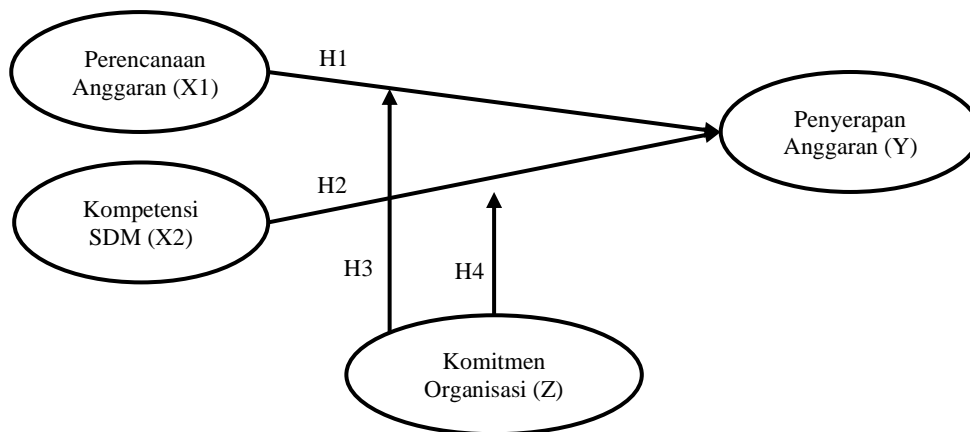 Perencanaan
Anggaran (X1)
H1
Penyerapan
Anggaran (Y)
H2
Kompetensi
SDM (X2)
H3
H4
Komitmen
Organisasi (Z)